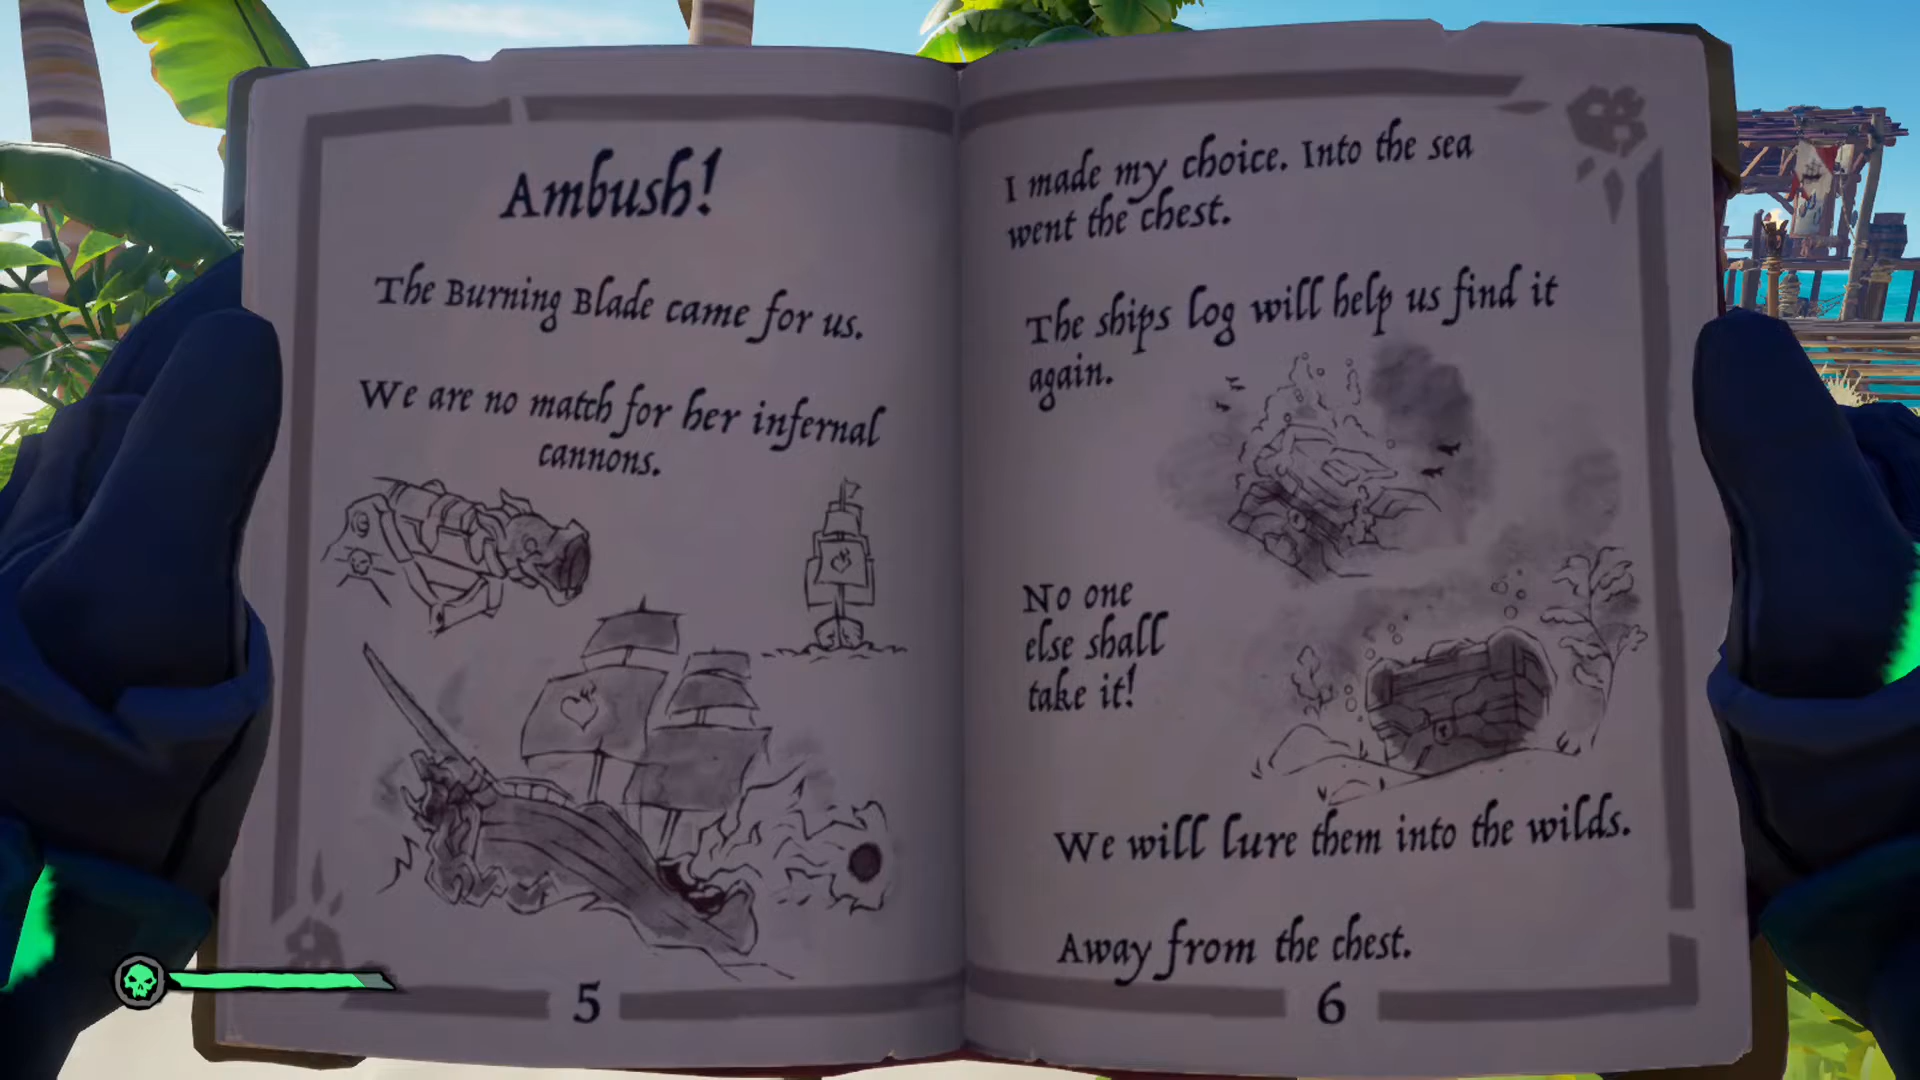 Ambush!
The Burning Blade came for us.
We are no match for her infernal
cannons.
5
I made my choice. Into the sea
went the chest.
The ships log will help us find it
again.
No one
else shall
take it!
We will lure them into the wilds.
Away from the chest.
6